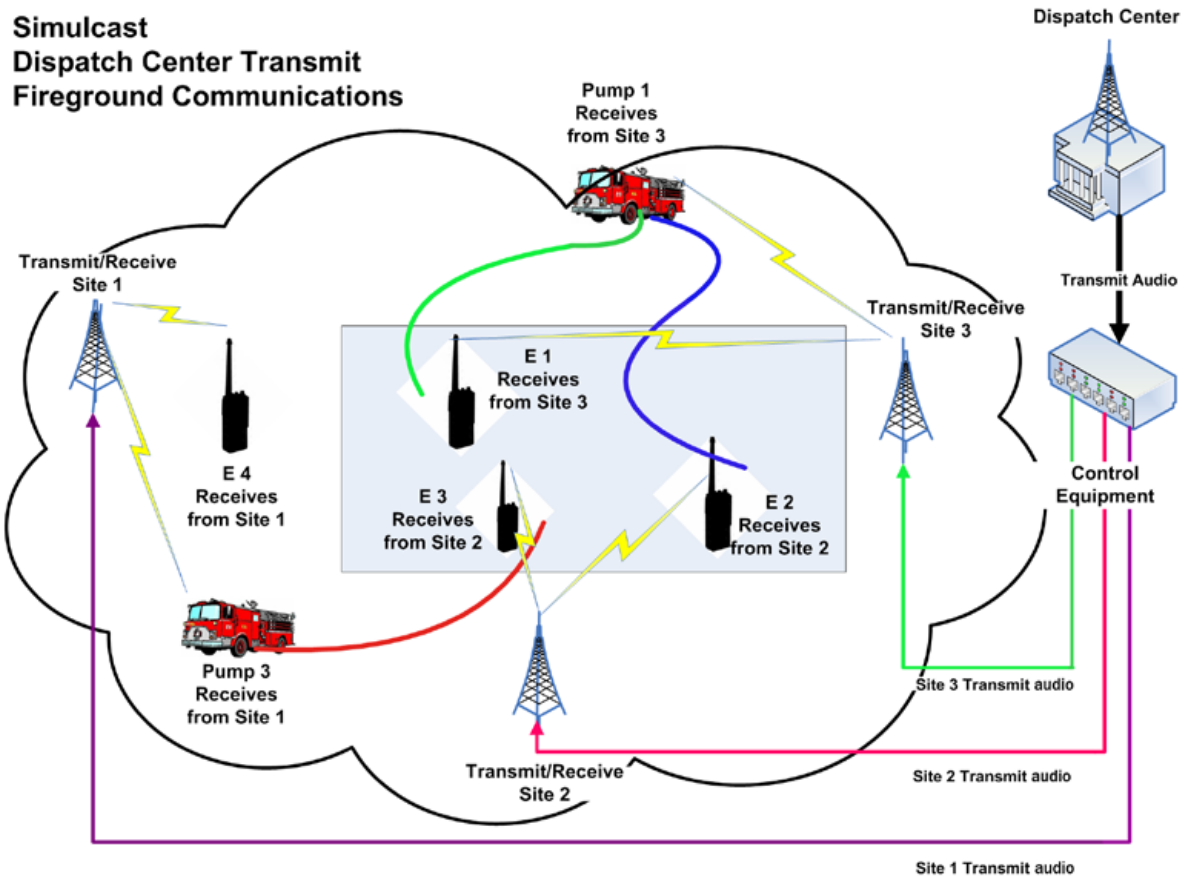 Simulcast
Dispatch Center Transmit
Fireground Communications
Dispatch Center
Pump 1
Receives
from Site 3
Transmit/Receive
Site 1
Transmit Audio
Transmit/Receive
Site 3
E 1
Receives
from Site 3
E 4
Receives
from Site 1
E 3
Receives
from Site 2
E 2
Receives
from Site 2
Control
Equipment
Pump 3
Receives
from Site 1
Site 3 Transmit audio
Transmit/Receive
Site 2
Site 2 Transmit audio
Site 1 Transmit audio